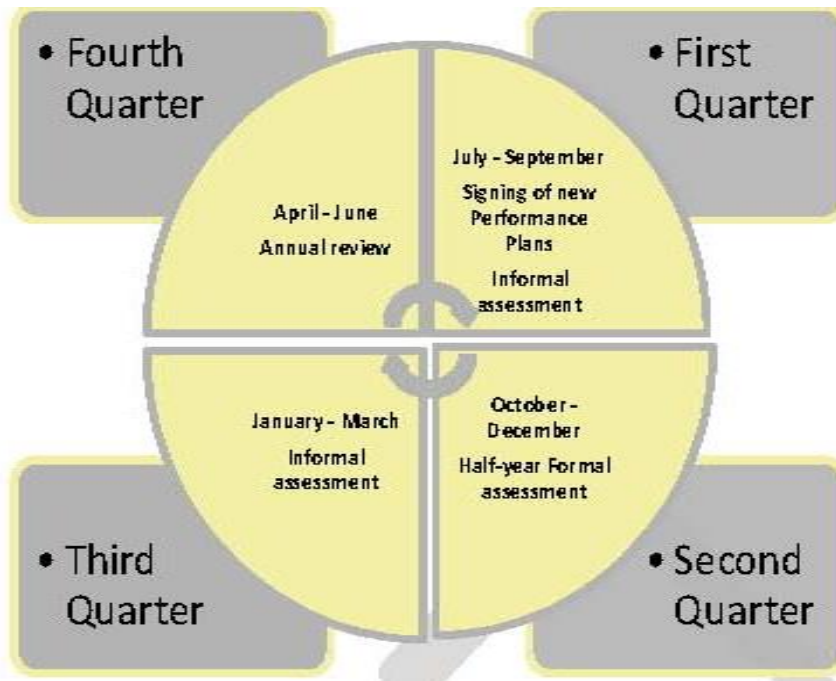 • Fourth
Quarter
• First
Quarter
April - June
Annual review
July - September
Signing of new
Performance
Plans
Informal
assessment
January - March
Informal
assessment
October -
December
Half-year Formal
assessment
• Third
Quarter
• Second
Quarter